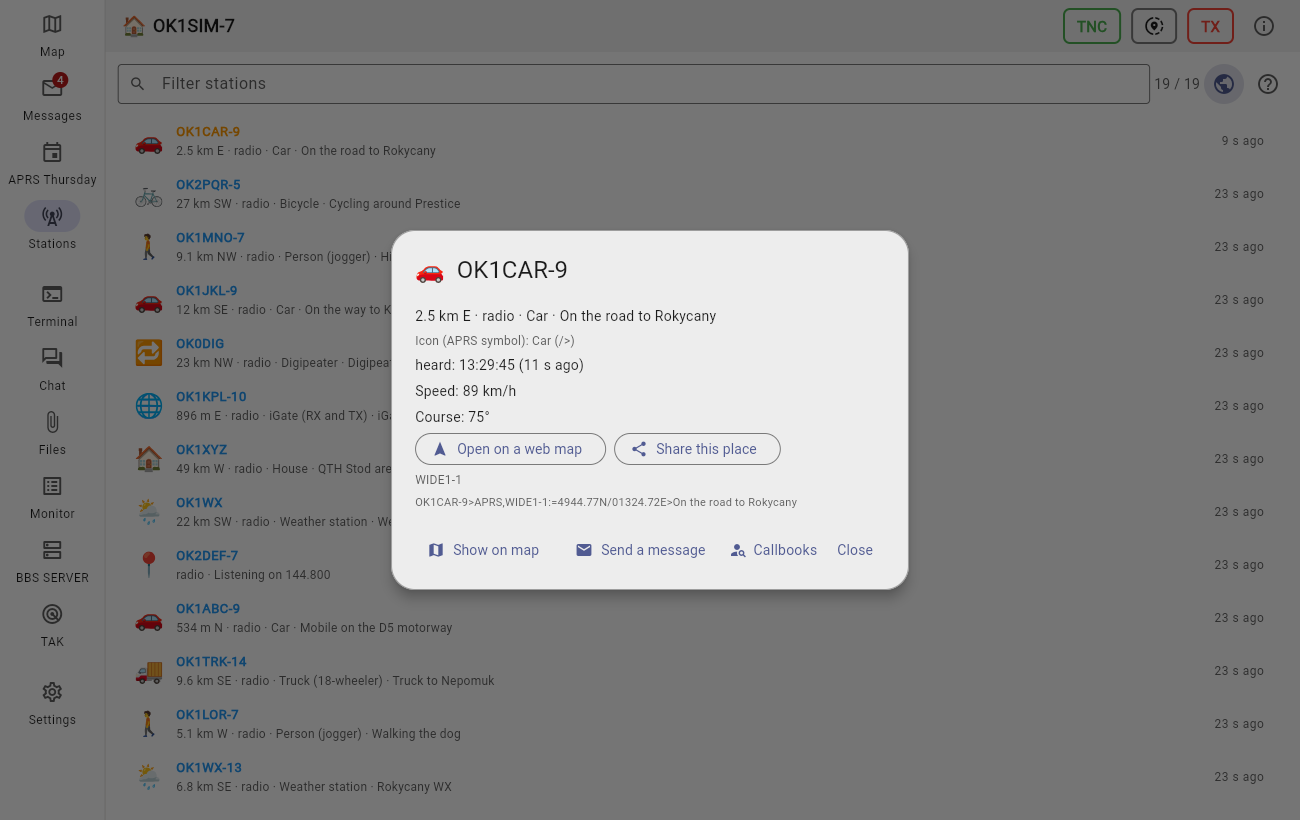 OK1SIM-7
TNC
TX
Map
4
Messages
APRS Thursday
Stations
Terminal
Chat
Files
Monitor
BBS SERVER
TAK
Settings
Filter stations
19 / 19
OK1CAR-9
2.5 km E · radio · Car · On the road to Rokycany
9 s ago
OK2PQR-5
27 km SW · radio · Bicycle · Cycling around Prestice
23 s ago
OK1MNO-7
9.1 km NW · radio · Person (jogger) · Hi
23 s ago
OK1JKL-9
12 km SE · radio · Car · On the way to K
23 s ago
OK0DIG
23 km NW · radio · Digipeater · Digipeat
23 s ago
OK1KPL-10
896 m E · radio · iGate (RX and TX) · iGa
23 s ago
OK1XYZ
49 km W · radio · House · QTH Stod are
23 s ago
OK1WX
22 km SW · radio · Weather station · We
23 s ago
OK2DEF-7
radio · Listening on 144.800
23 s ago
OK1ABC-9
534 m N · radio · Car · Mobile on the D5 motorway
23 s ago
OK1TRK-14
9.6 km SE · radio · Truck (18-wheeler) · Truck to Nepomuk
23 s ago
OK1LOR-7
5.1 km W · radio · Person (jogger) · Walking the dog
23 s ago
OK1WX-13
6.8 km SE · radio · Weather station · Rokycany WX
23 s ago
OK1CAR-9
2.5 km E · radio · Car · On the road to Rokycany
Icon (APRS symbol): Car (/>)
heard: 13:29:45 (11 s ago)
Speed: 89 km/h
Course: 75°
Open on a web map
Share this place
WIDE1-1
OK1CAR-9>APRS,WIDE1-1:=4944.77N/01324.72E>On the road to Rokycany
Show on map
Send a message
Callbooks
Close